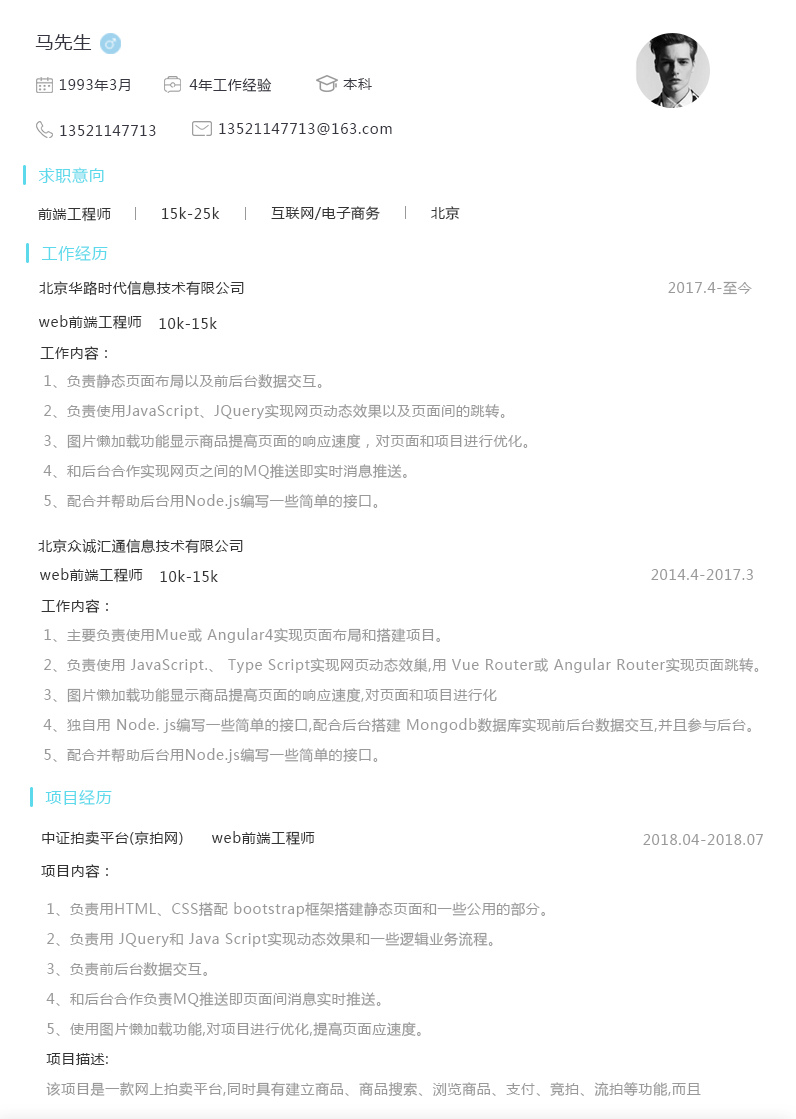 马先生
1993年3月 4年工作经验 本科
13521147713 13521147713@163.com
求职意向
前端工程师 | 15k-25k | 互联网/电子商务 | 北京
工作经历
北京华路时代信息技术有限公司 2017.4-至今
web前端工程师 10k-15k
工作内容：
1、负责静态页面布局以及前后台数据交互。
2、负责使用JavaScript、JQuery实现网页动态效果以及页面间的跳转。
3、图片懒加载功能显示商品提高页面的响应速度，对页面和项目进行优化。
4、和后台合作实现网页之间的MQ推送即实时消息推送。
5、配合并帮助后台用Node.js编写一些简单的接口。
北京众诚汇通信息技术有限公司
web前端工程师 10k-15k 2014.4-2017.3
工作内容：
1、主要负责使用Mue或 Angular4实现页面布局和搭建项目。
2、负责使用 JavaScript.、 Type Script实现网页动态效巢,用 Vue Router或 Angular Router实现页面跳转。
3、图片懒加载功能显示商品提高页面的响应速度,对页面和项目进行化
4、独自用 Node. js编写一些简单的接口,配合后台搭建 Mongodb数据库实现前后台数据交互,并且参与后台。
5、配合并帮助后台用Node.js编写一些简单的接口。
项目经历
中证拍卖平台(京拍网) web前端工程师 2018.04-2018.07
项目内容：
1、负责用HTML、CSS搭配 bootstrap框架搭建静态页面和一些公用的部分。
2、负责用 JQuery和 Java Script实现动态效果和一些逻辑业务流程。
3、负责前后台数据交互。
4、和后台合作负责MQ推送即页面间消息实时推送。
5、使用图片懒加载功能,对项目进行优化,提高页面应速度。
项目描述:
该项目是一款网上拍卖平台,同时具有建立商品、商品搜索、浏览商品、支付、竞拍、流拍等功能,而且